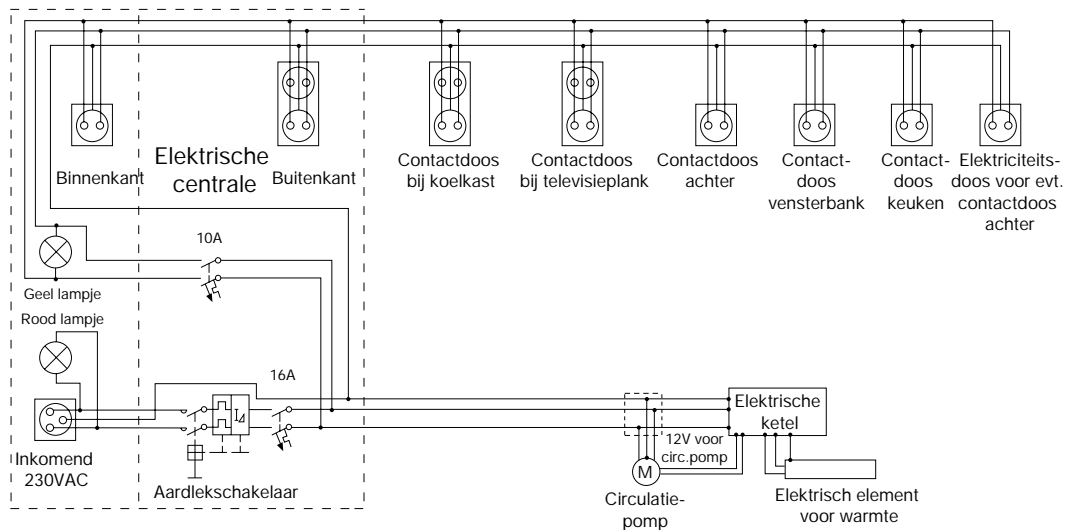 Binnenkant
Elektrische
centrale
Buitenkant
Contactdoos
bij koelkast
Contactdoos
bij televisieplank
Contactdoos
achter
Contact-
doos
vensterbank
Contact-
doos
keuken
Elektriciteits-
doos voor evt.
contactdoos
achter
10A
Geel lampje
Rood lampje
16A
I⊿
Inkomend
230VAC
Aardlekschakelaar
12V voor
circ.pomp
M
Circulatie-
pomp
Elektrische
ketel
Elektrisch element
voor warmte